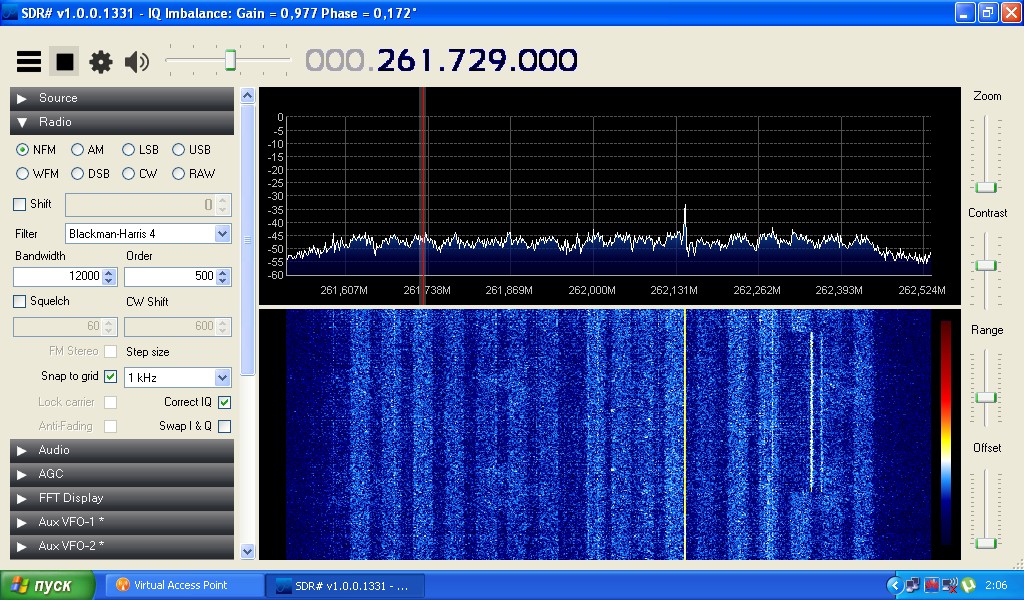 SDR# v1.0.0.1331 - IQ Imbalance: Gain = 0,977 Phase = 0,172°
000.261.729.000
Source
Radio
NFM AM LSB USB
WFM DSB CW RAW
Shift 0
Filter Blackman-Harris 4
Bandwidth Order
12000 500
Squelch CW Shift
60 600
FM Stereo Step size
Snap to grid 1 kHz
Lock carrier Correct IQ
Anti-Fading Swap I & Q
Audio
AGC
FFT Display
Aux VFO-1 *
Aux VFO-2 *
0
-5
-10
-15
-20
-25
-30
-35
-40
-45
-50
-55
-60
261,607M 261,738M 261,869M 262,000M 262,131M 262,262M 262,393M 262,524M
Zoom
Contrast
Range
Offset
пуск Virtual Access Point SDR# v1.0.0.1331 - ... 2:06